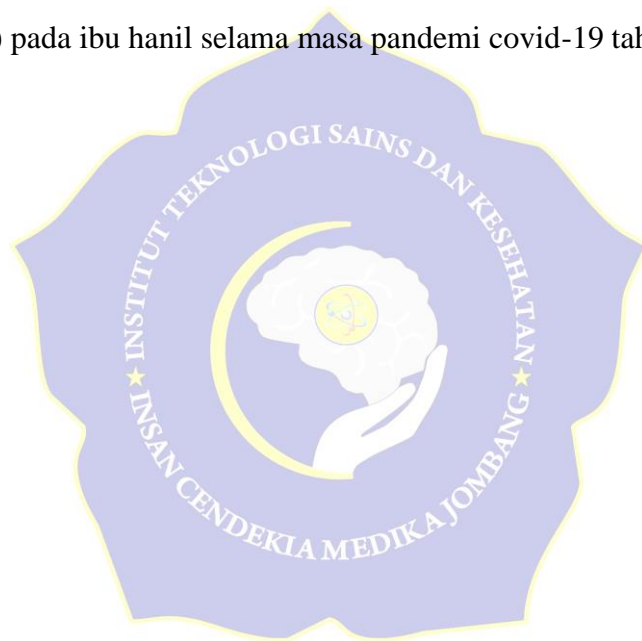 ) pada ibu hanil selama masa pandemi covid-19 tah
INSTITUT TEKNOLOGI SAINS DAN KESEHATAN
INSAN CENDEKIA MEDIKA JOMBANG